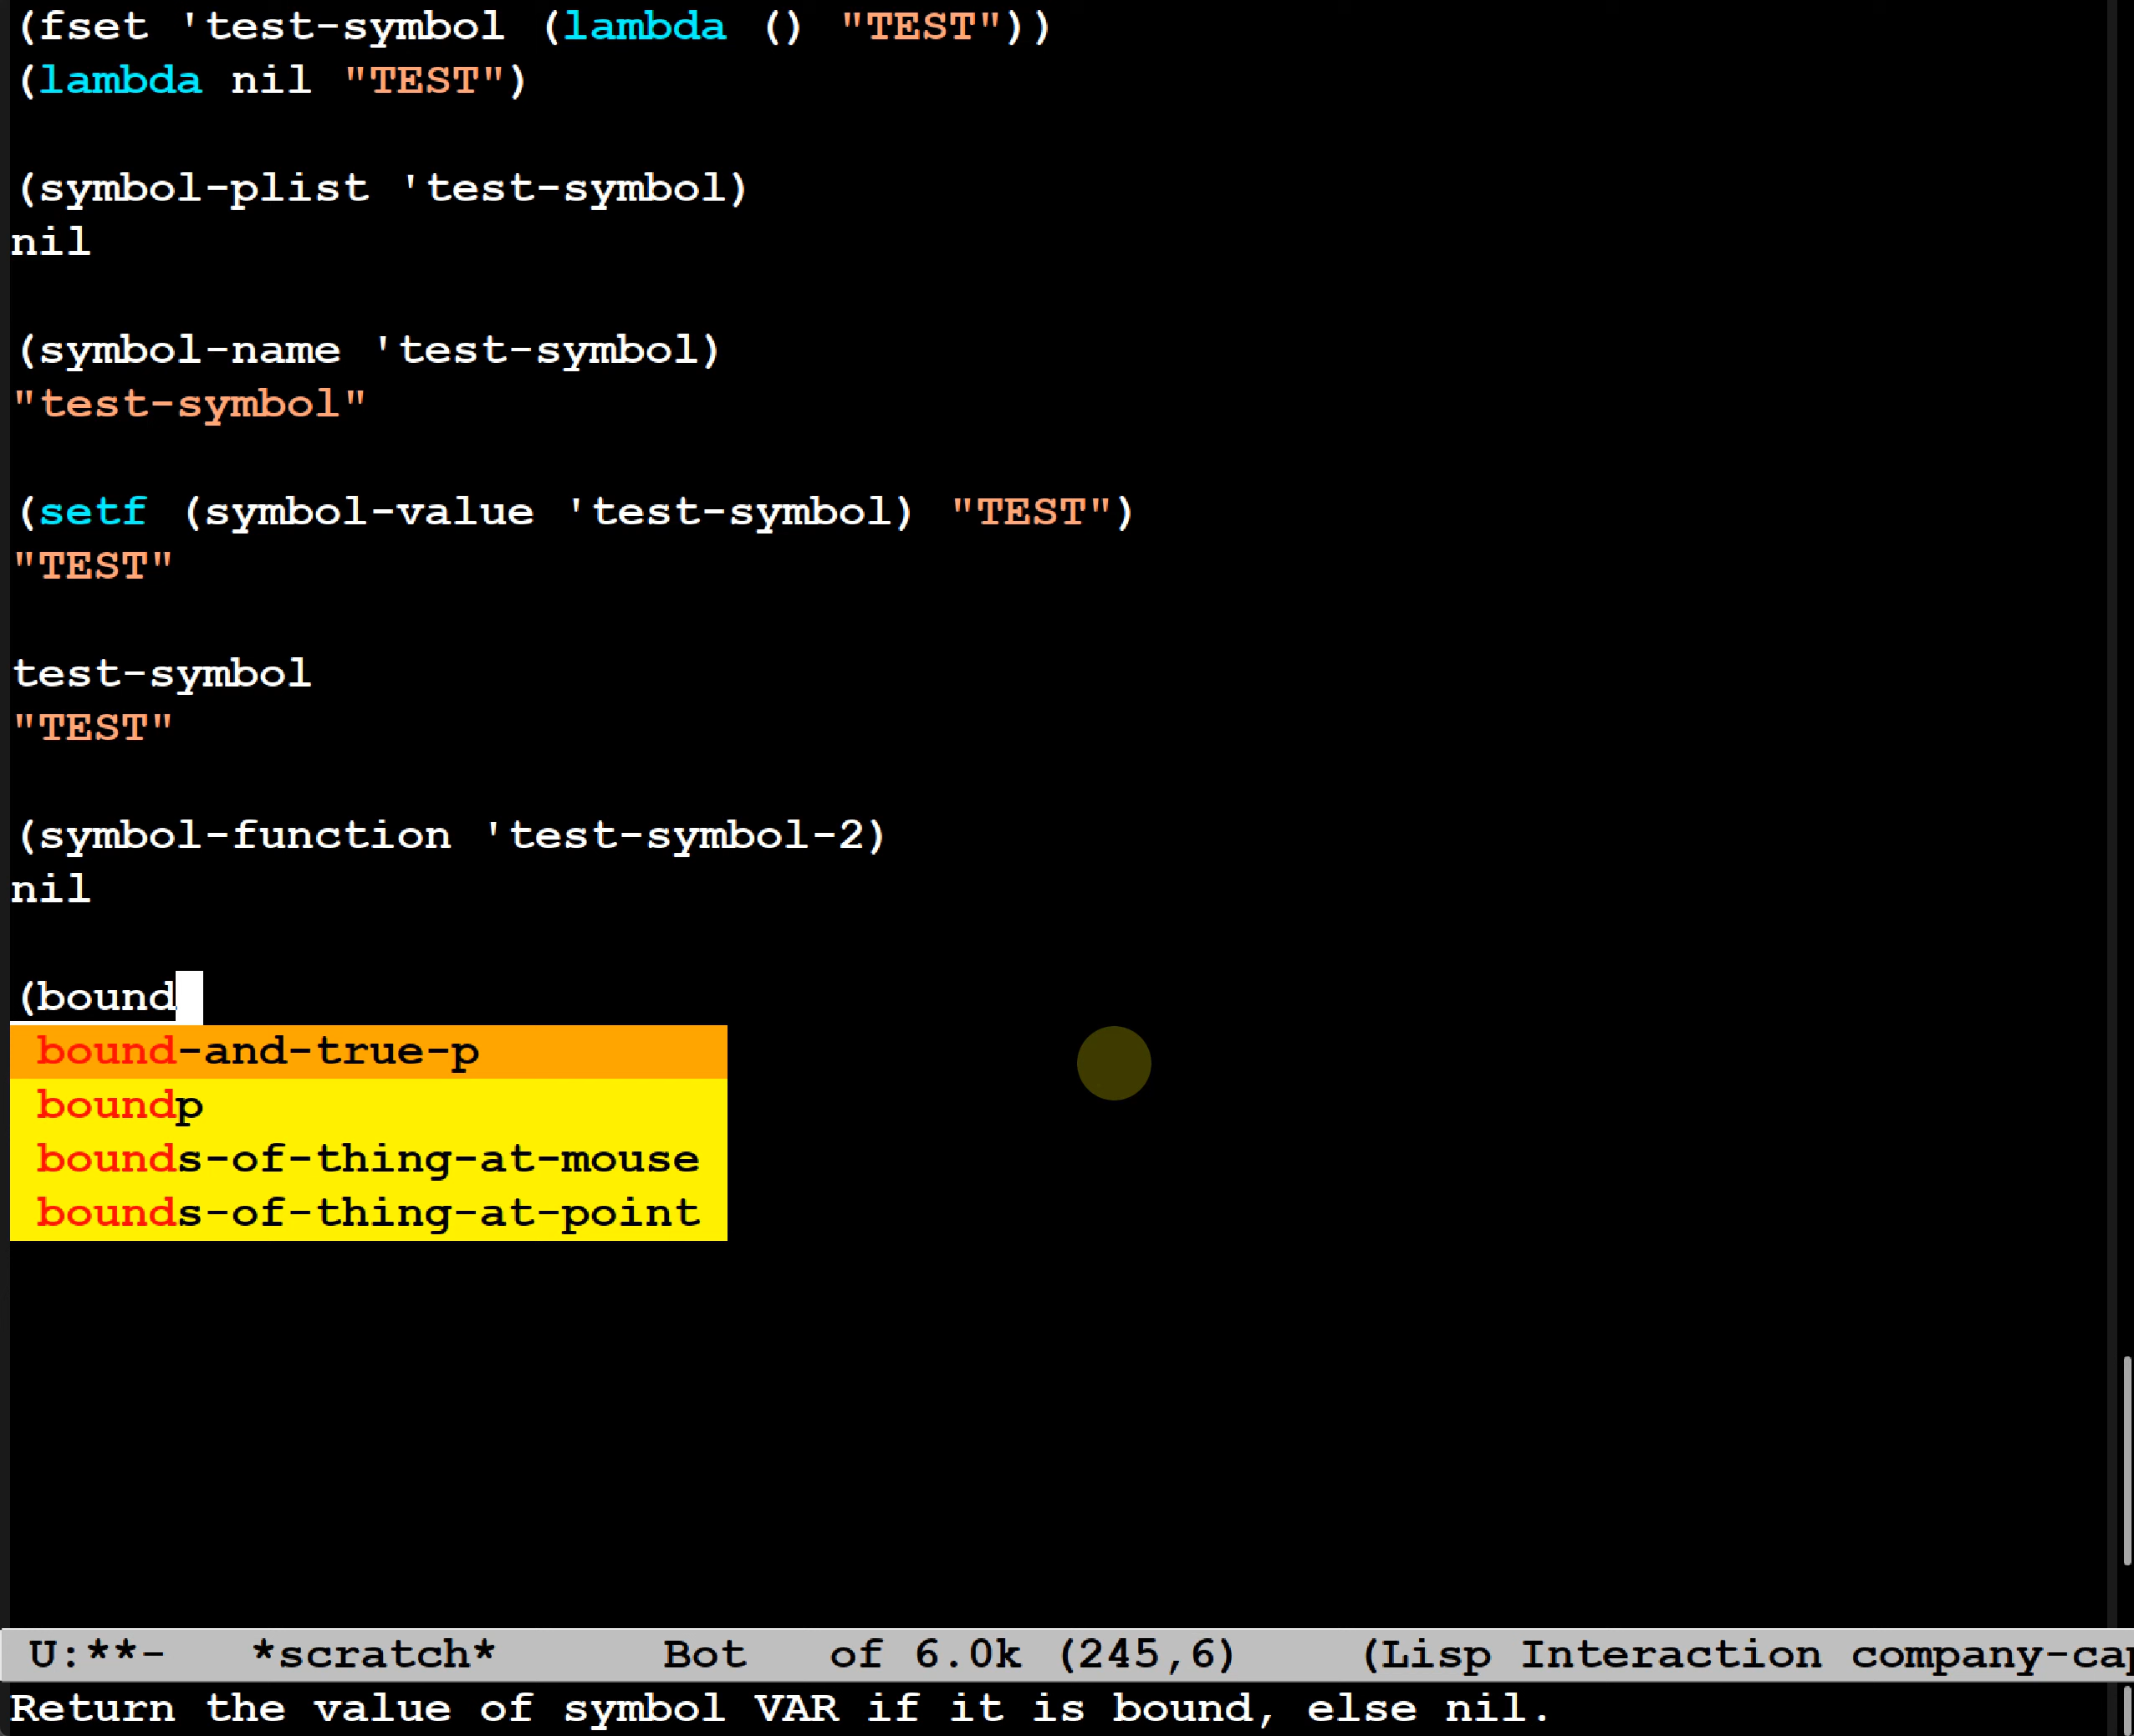 (fset 'test-symbol (lambda () "TEST"))
(lambda nil "TEST")
(symbol-plist 'test-symbol)
nil
(symbol-name 'test-symbol)
"test-symbol"
(setf (symbol-value 'test-symbol) "TEST")
"TEST"
test-symbol
"TEST"
(symbol-function 'test-symbol-2)
nil
(bound
bound-and-true-p
boundp
bounds-of-thing-at-mouse
bounds-of-thing-at-point
U:**-   *scratch*      Bot   of 6.0k (245,6)    (Lisp Interaction company-cap
Return the value of symbol VAR if it is bound, else nil.